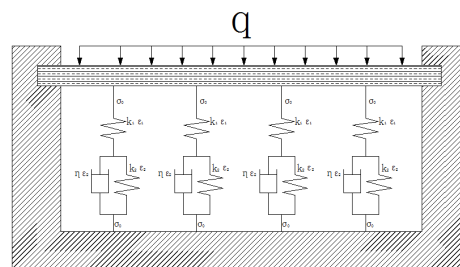 q
σ₀ σ₀ σ₀ σ₀
k₁ ε₁ k₁ ε₁ k₁ ε₁ k₁ ε₁
η ε₂ k₂ ε₂ η ε₂ k₂ ε₂ η ε₂ k₂ ε₂ η ε₂ k₂ ε₂
σ₀ σ₀ σ₀ σ₀